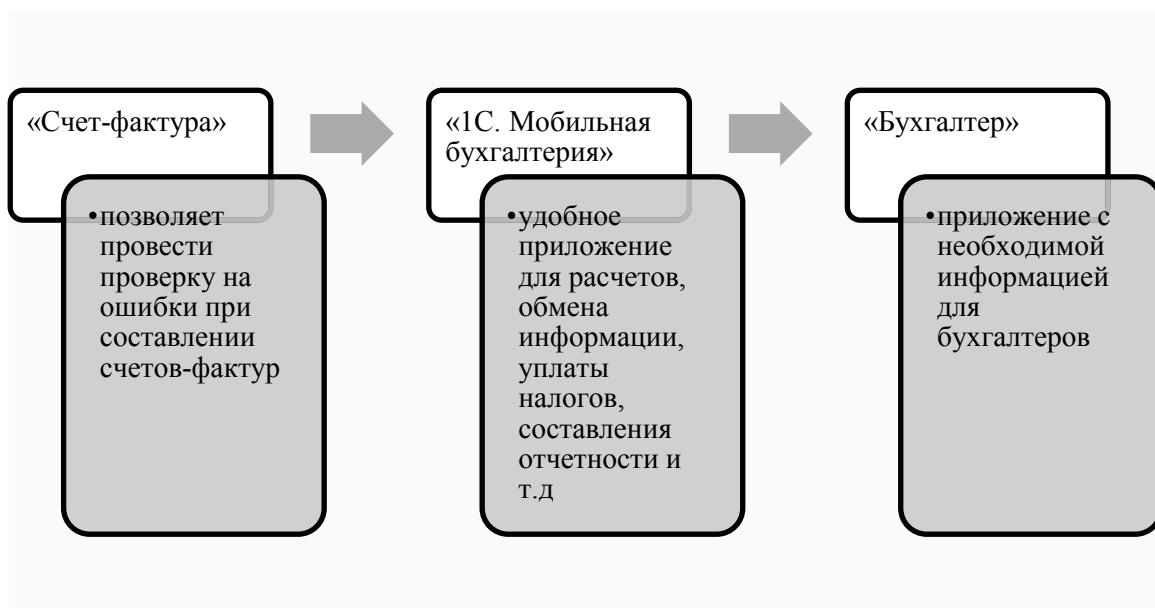 «Счет-фактура»
•позволяет
провести
проверку на
ошибки при
составлении
счетов-фактур
«1С. Мобильная
бухгалтерия»
•удобное
приложение
для расчетов,
обмена
информации,
уплаты
налогов,
составления
отчетности и
т.д
«Бухгалтер»
•приложение с
необходимой
информацией
для
бухгалтеров